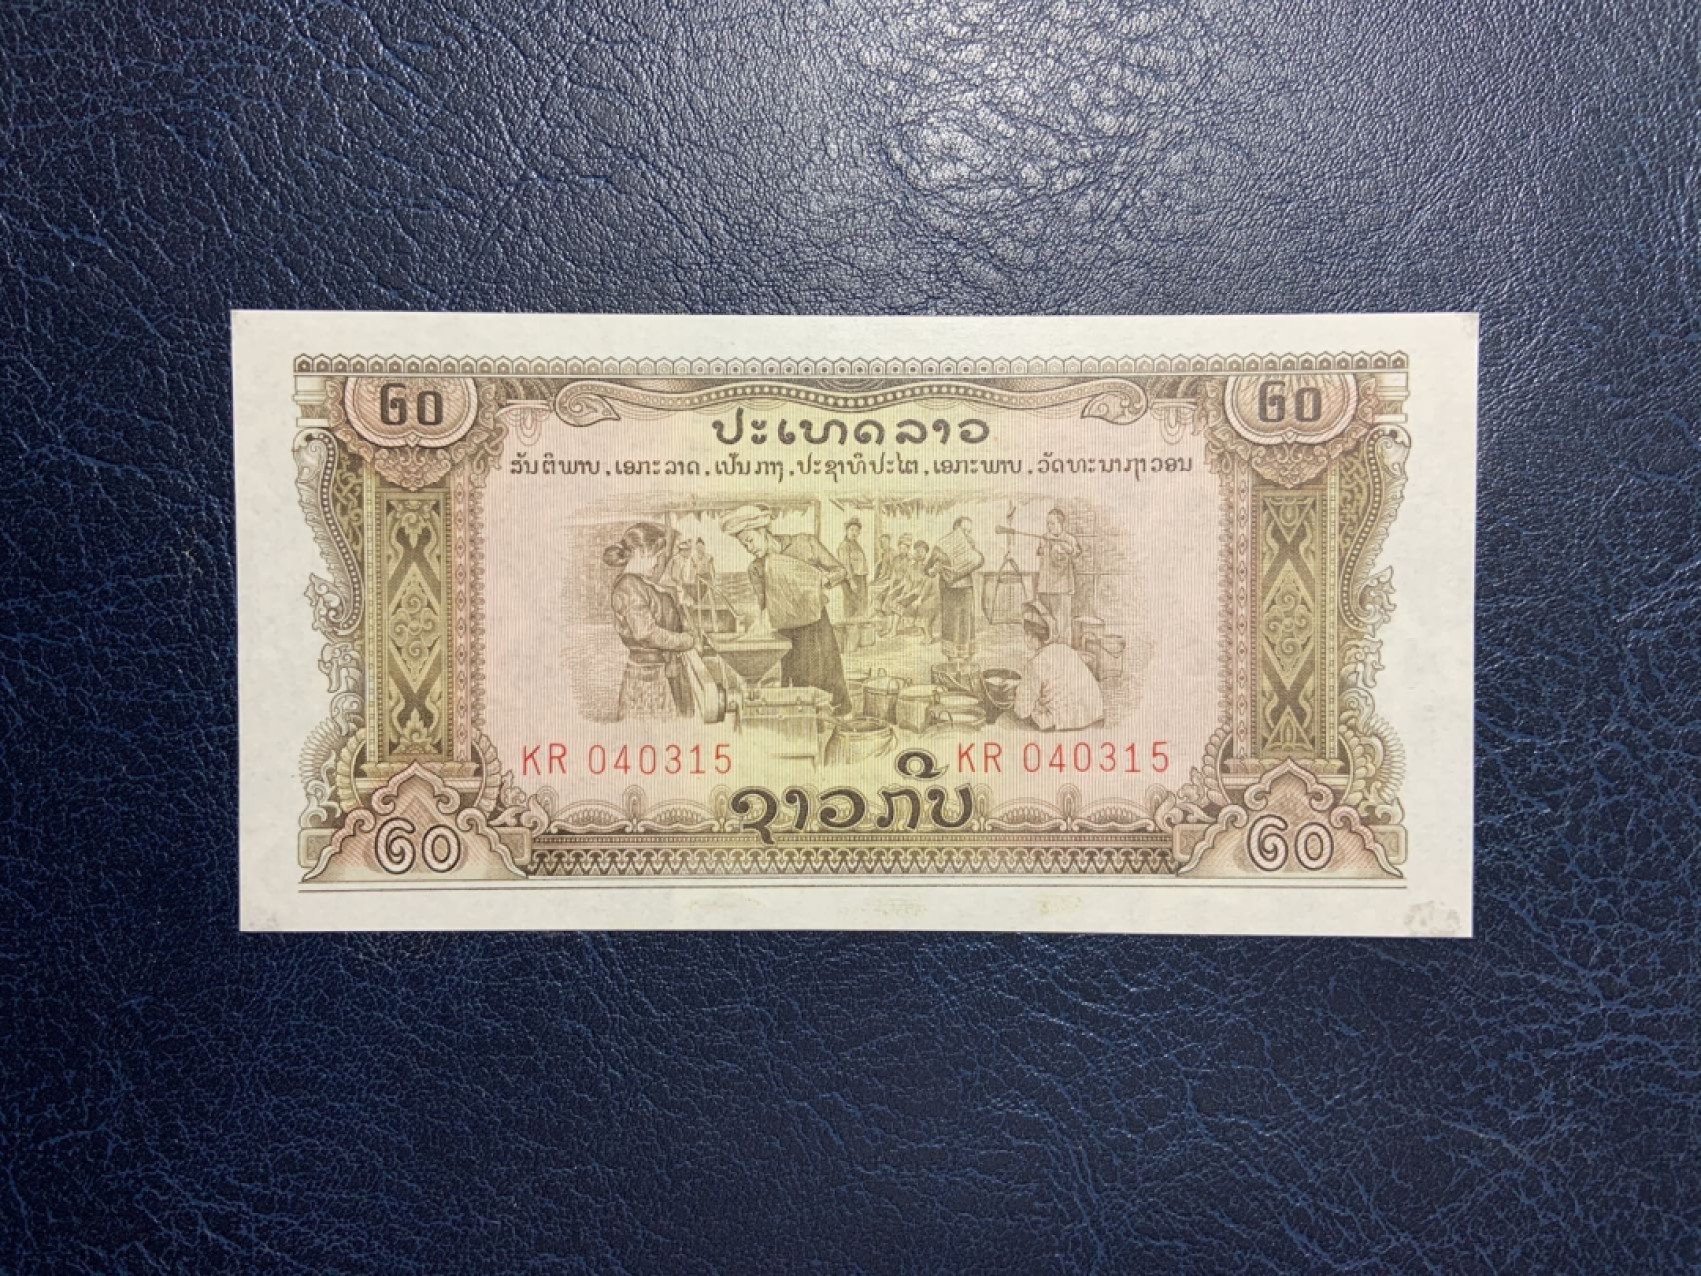 ໒໐ ໒໐
ປະເທດລາວ
ສັນຕິພາບ, ເອກະລາດ, ເປັນກາງ, ປະຊາທິປະໄຕ, ເອກະພາບ, ວັດທະນາຖາວອນ
KR 040315 KR 040315
ຊາວກີບ
໒໐ ໒໐